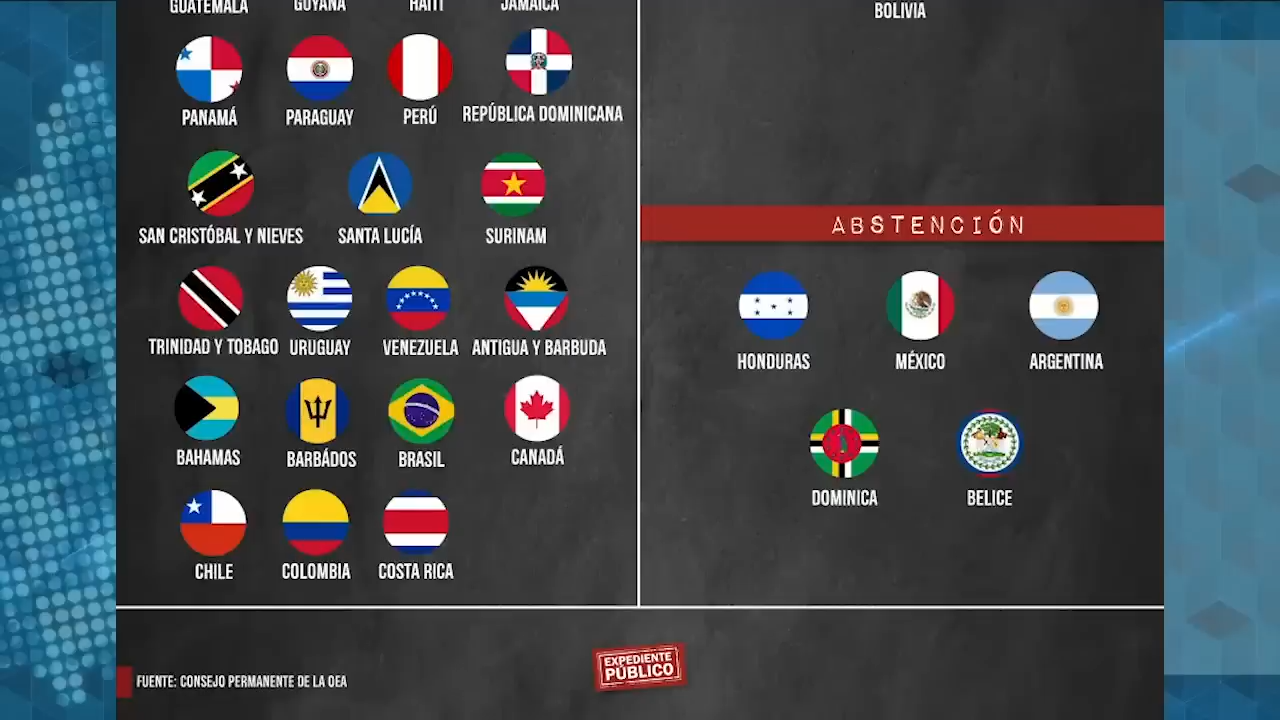 GUATEMALA GUYANA HAITÍ JAMAICA
PANAMÁ PARAGUAY PERÚ REPÚBLICA DOMINICANA
SAN CRISTÓBAL Y NIEVES SANTA LUCÍA SURINAM
TRINIDAD Y TOBAGO URUGUAY VENEZUELA ANTIGUA Y BARBUDA
BAHAMAS BARBÁDOS BRASIL CANADÁ
CHILE COLOMBIA COSTA RICA
BOLIVIA
ABSTENCIÓN
HONDURAS MÉXICO ARGENTINA
DOMINICA BELICE
FUENTE: CONSEJO PERMANENTE DE LA OEA
EXPEDIENTE
PÚBLICO